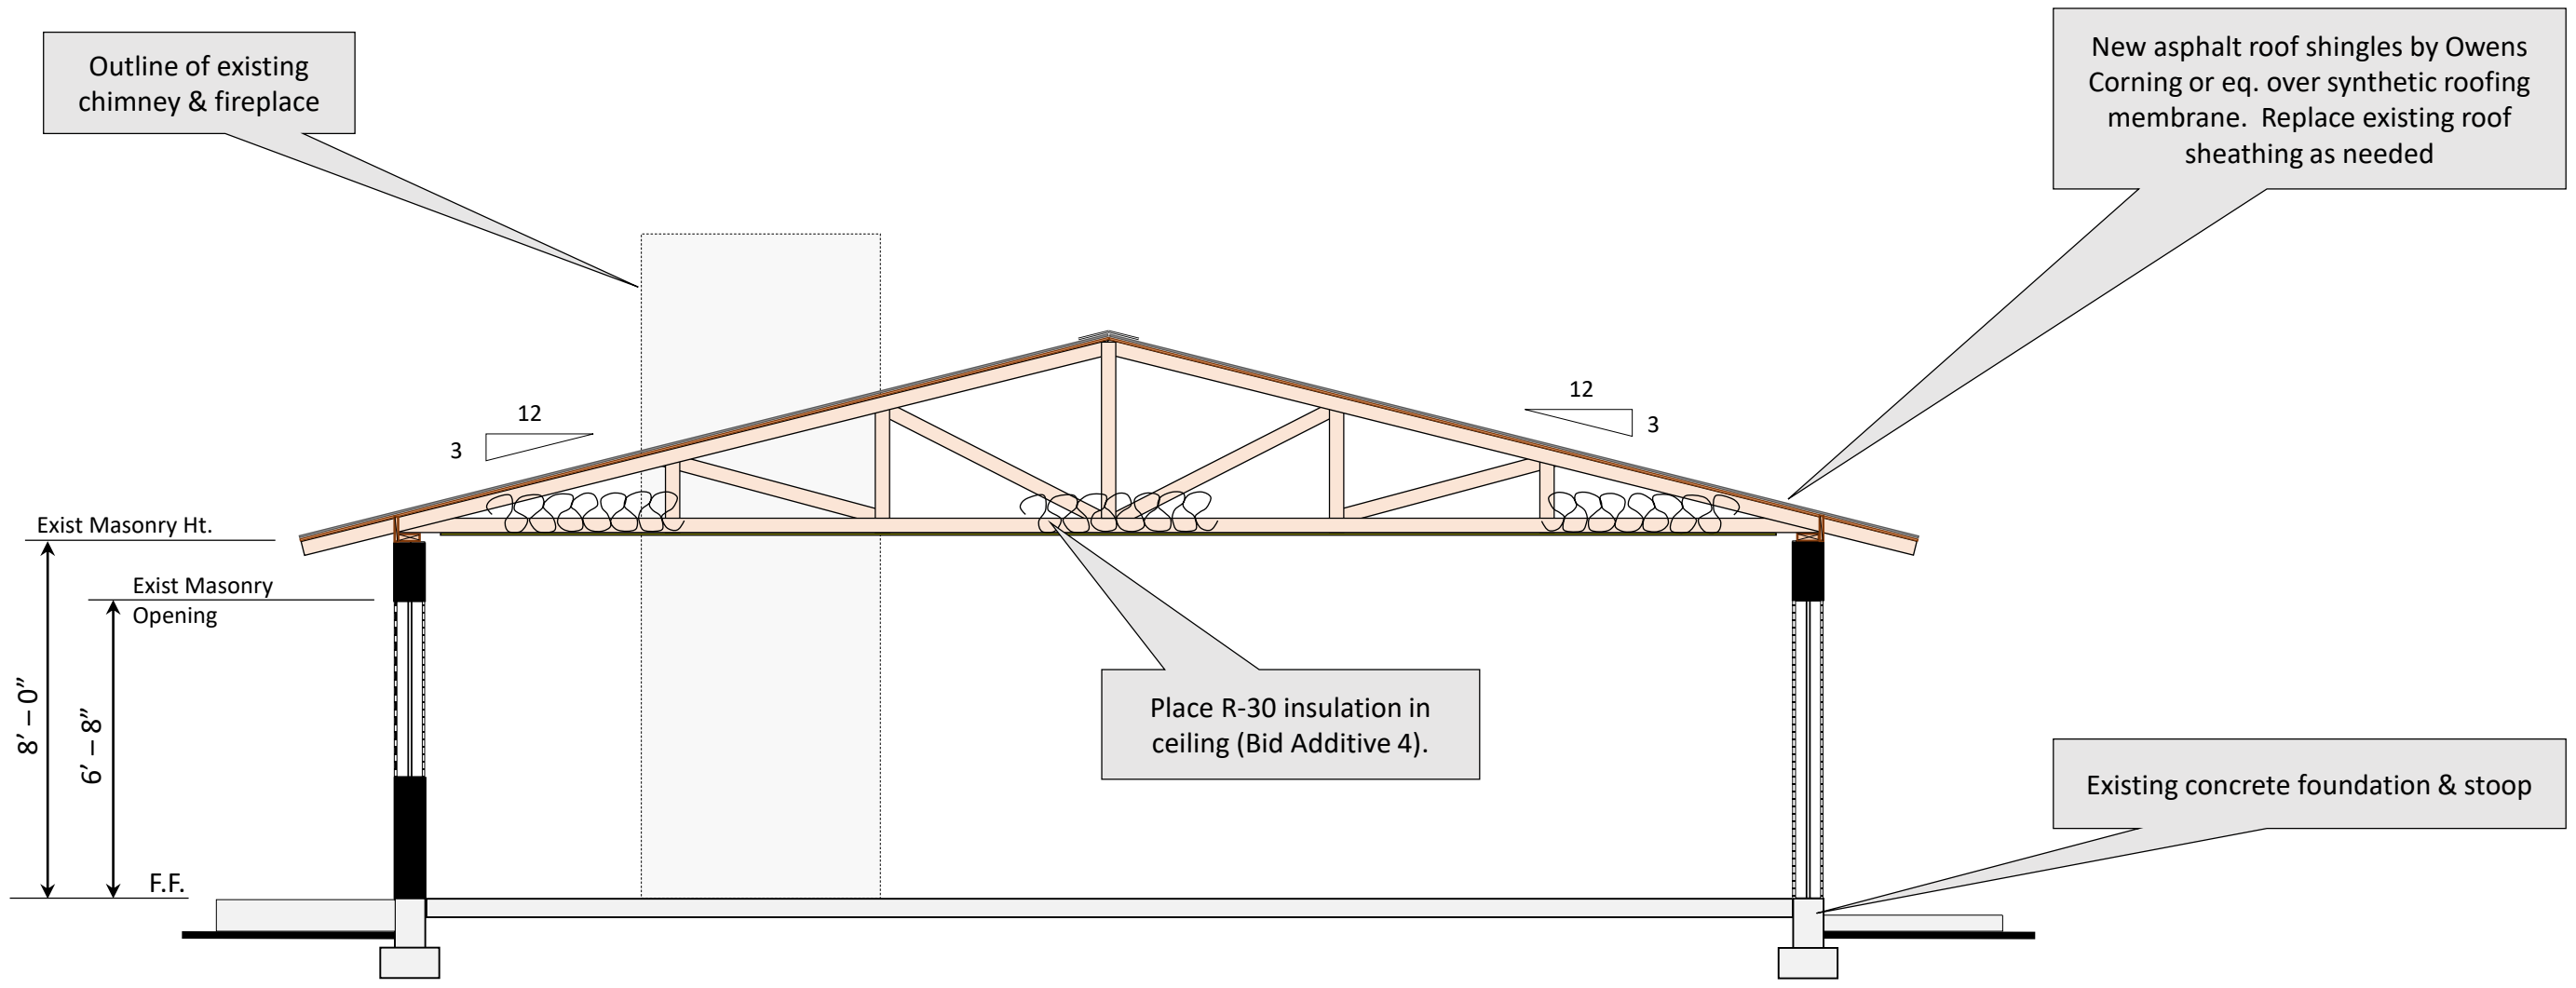 Outline of existing
chimney & fireplace
New asphalt roof shingles by Owens
Corning or eq. over synthetic roofing
membrane.  Replace existing roof
sheathing as needed
12
3
12
3
Exist Masonry Ht.
Exist Masonry
Opening
8’ – 0”
6’ – 8”
Place R-30 insulation in
ceiling (Bid Additive 4).
Existing concrete foundation & stoop
F.F.